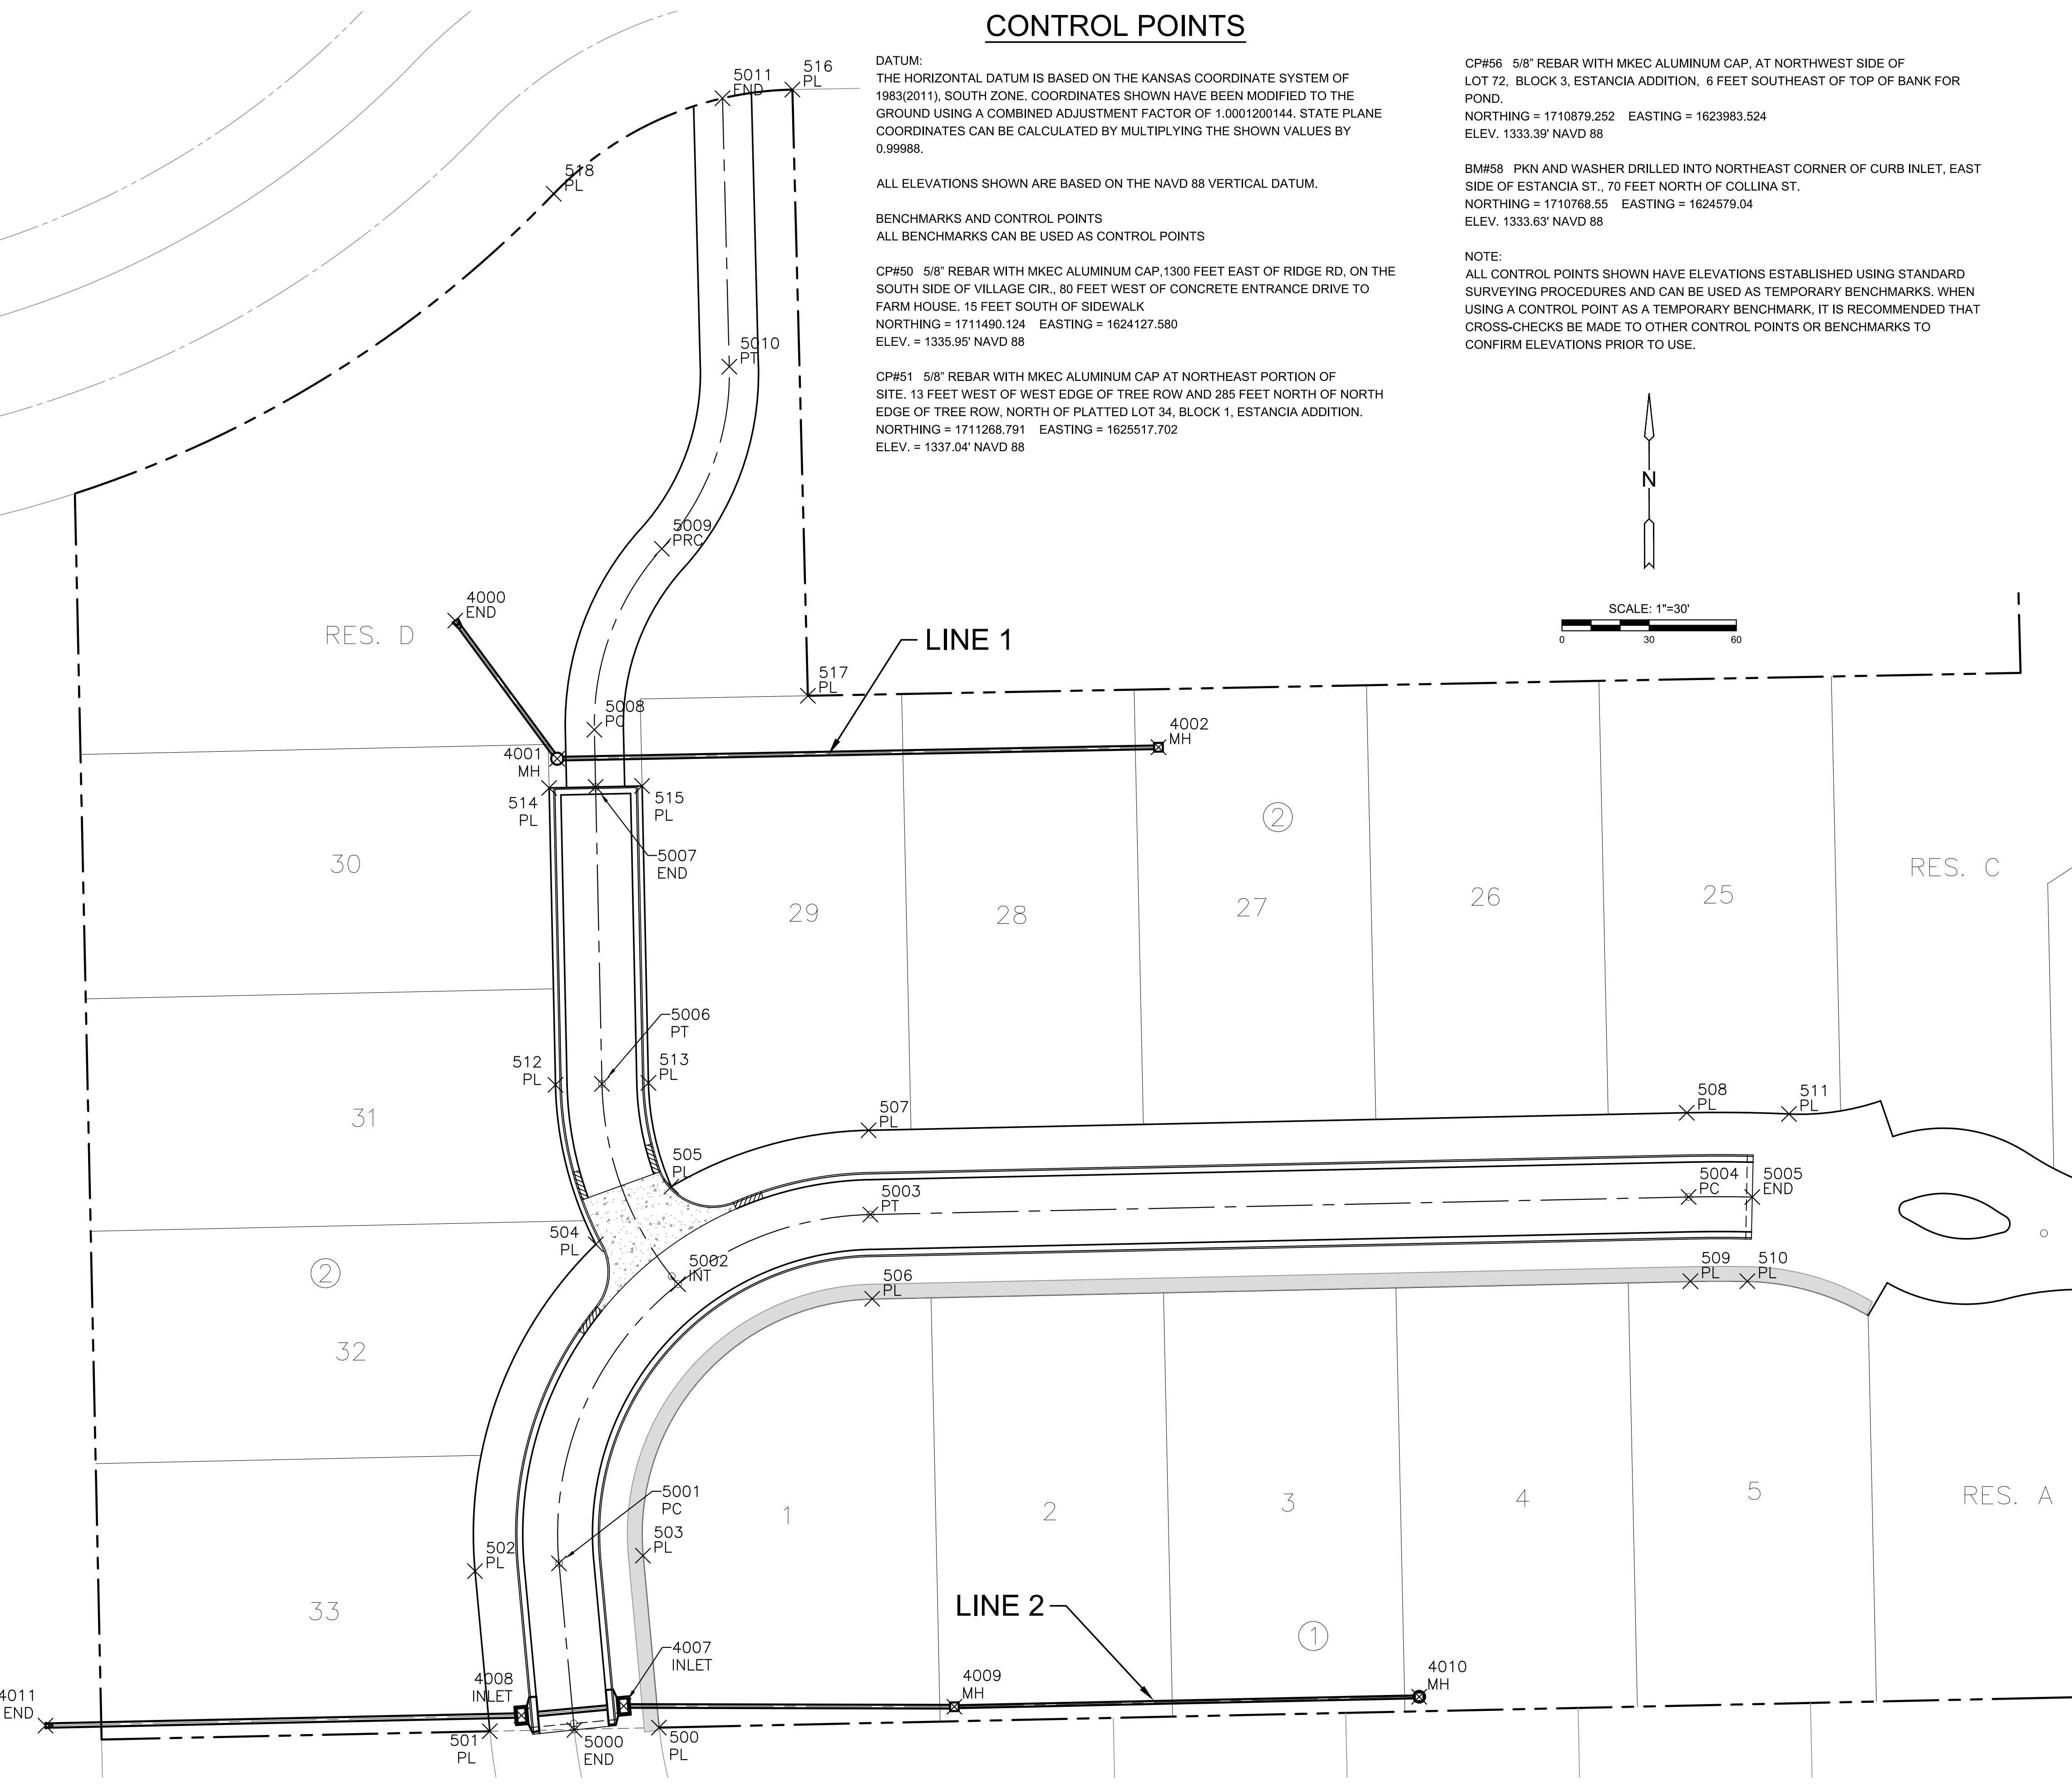 CONTROL POINTS
DATUM:
THE HORIZONTAL DATUM IS BASED ON THE KANSAS COORDINATE SYSTEM OF
1983(2011), SOUTH ZONE. COORDINATES SHOWN HAVE BEEN MODIFIED TO THE
GROUND USING A COMBINED ADJUSTMENT FACTOR OF 1.0001200144. STATE PLANE
COORDINATES CAN BE CALCULATED BY MULTIPLYING THE SHOWN VALUES BY
0.99988.
ALL ELEVATIONS SHOWN ARE BASED ON THE NAVD 88 VERTICAL DATUM.
BENCHMARKS AND CONTROL POINTS
ALL BENCHMARKS CAN BE USED AS CONTROL POINTS
CP#50 5/8" REBAR WITH MKEC ALUMINUM CAP,1300 FEET EAST OF RIDGE RD, ON THE
SOUTH SIDE OF VILLAGE CIR., 80 FEET WEST OF CONCRETE ENTRANCE DRIVE TO
FARM HOUSE. 15 FEET SOUTH OF SIDEWALK
NORTHING = 1711490.124 EASTING = 1624127.580
ELEV. = 1335.95' NAVD 88
CP#51 5/8" REBAR WITH MKEC ALUMINUM CAP AT NORTHEAST PORTION OF
SITE. 13 FEET WEST OF WEST EDGE OF TREE ROW AND 285 FEET NORTH OF NORTH
EDGE OF TREE ROW, NORTH OF PLATTED LOT 34, BLOCK 1, ESTANCIA ADDITION.
NORTHING = 1711268.791 EASTING = 1625517.702
ELEV. = 1337.04' NAVD 88
CP#56 5/8" REBAR WITH MKEC ALUMINUM CAP, AT NORTHWEST SIDE OF
LOT 72, BLOCK 3, ESTANCIA ADDITION, 6 FEET SOUTHEAST OF TOP OF BANK FOR
POND.
NORTHING = 1710879.252 EASTING = 1623983.524
ELEV. 1333.39' NAVD 88
BM#58 PKN AND WASHER DRILLED INTO NORTHEAST CORNER OF CURB INLET, EAST
SIDE OF ESTANCIA ST., 70 FEET NORTH OF COLLINA ST.
NORTHING = 1710768.55 EASTING = 1624579.04
ELEV. 1333.63' NAVD 88
NOTE:
ALL CONTROL POINTS SHOWN HAVE ELEVATIONS ESTABLISHED USING STANDARD
SURVEYING PROCEDURES AND CAN BE USED AS TEMPORARY BENCHMARKS. WHEN
USING A CONTROL POINT AS A TEMPORARY BENCHMARK, IT IS RECOMMENDED THAT
CROSS-CHECKS BE MADE TO OTHER CONTROL POINTS OR BENCHMARKS TO
CONFIRM ELEVATIONS PRIOR TO USE.
N
SCALE: 1"=30'
0 30 60
5011
END
516
PL
518
PL
5010
PT
5009
PRC
4000
END
RES. D
LINE 1
517
PL
5008
PC
4001
MH
4002
MH
514
PL
515
PL
5007
END
2
30
29
28
27
26
25
RES. C
5006
PT
512
PL
513
PL
31
507
PL
508
PL
511
PL
505
PL
5003
PT
5004
PC
5005
END
504
PL
5002
INT
506
PL
509
PL
510
PL
2
32
5001
PC
503
PL
502
PL
1
2
3
4
5
RES. A
33
LINE 2
1
4007
INLET
4008
INLET
4009
MH
4010
MH
4011
END
501
PL
5000
END
500
PL